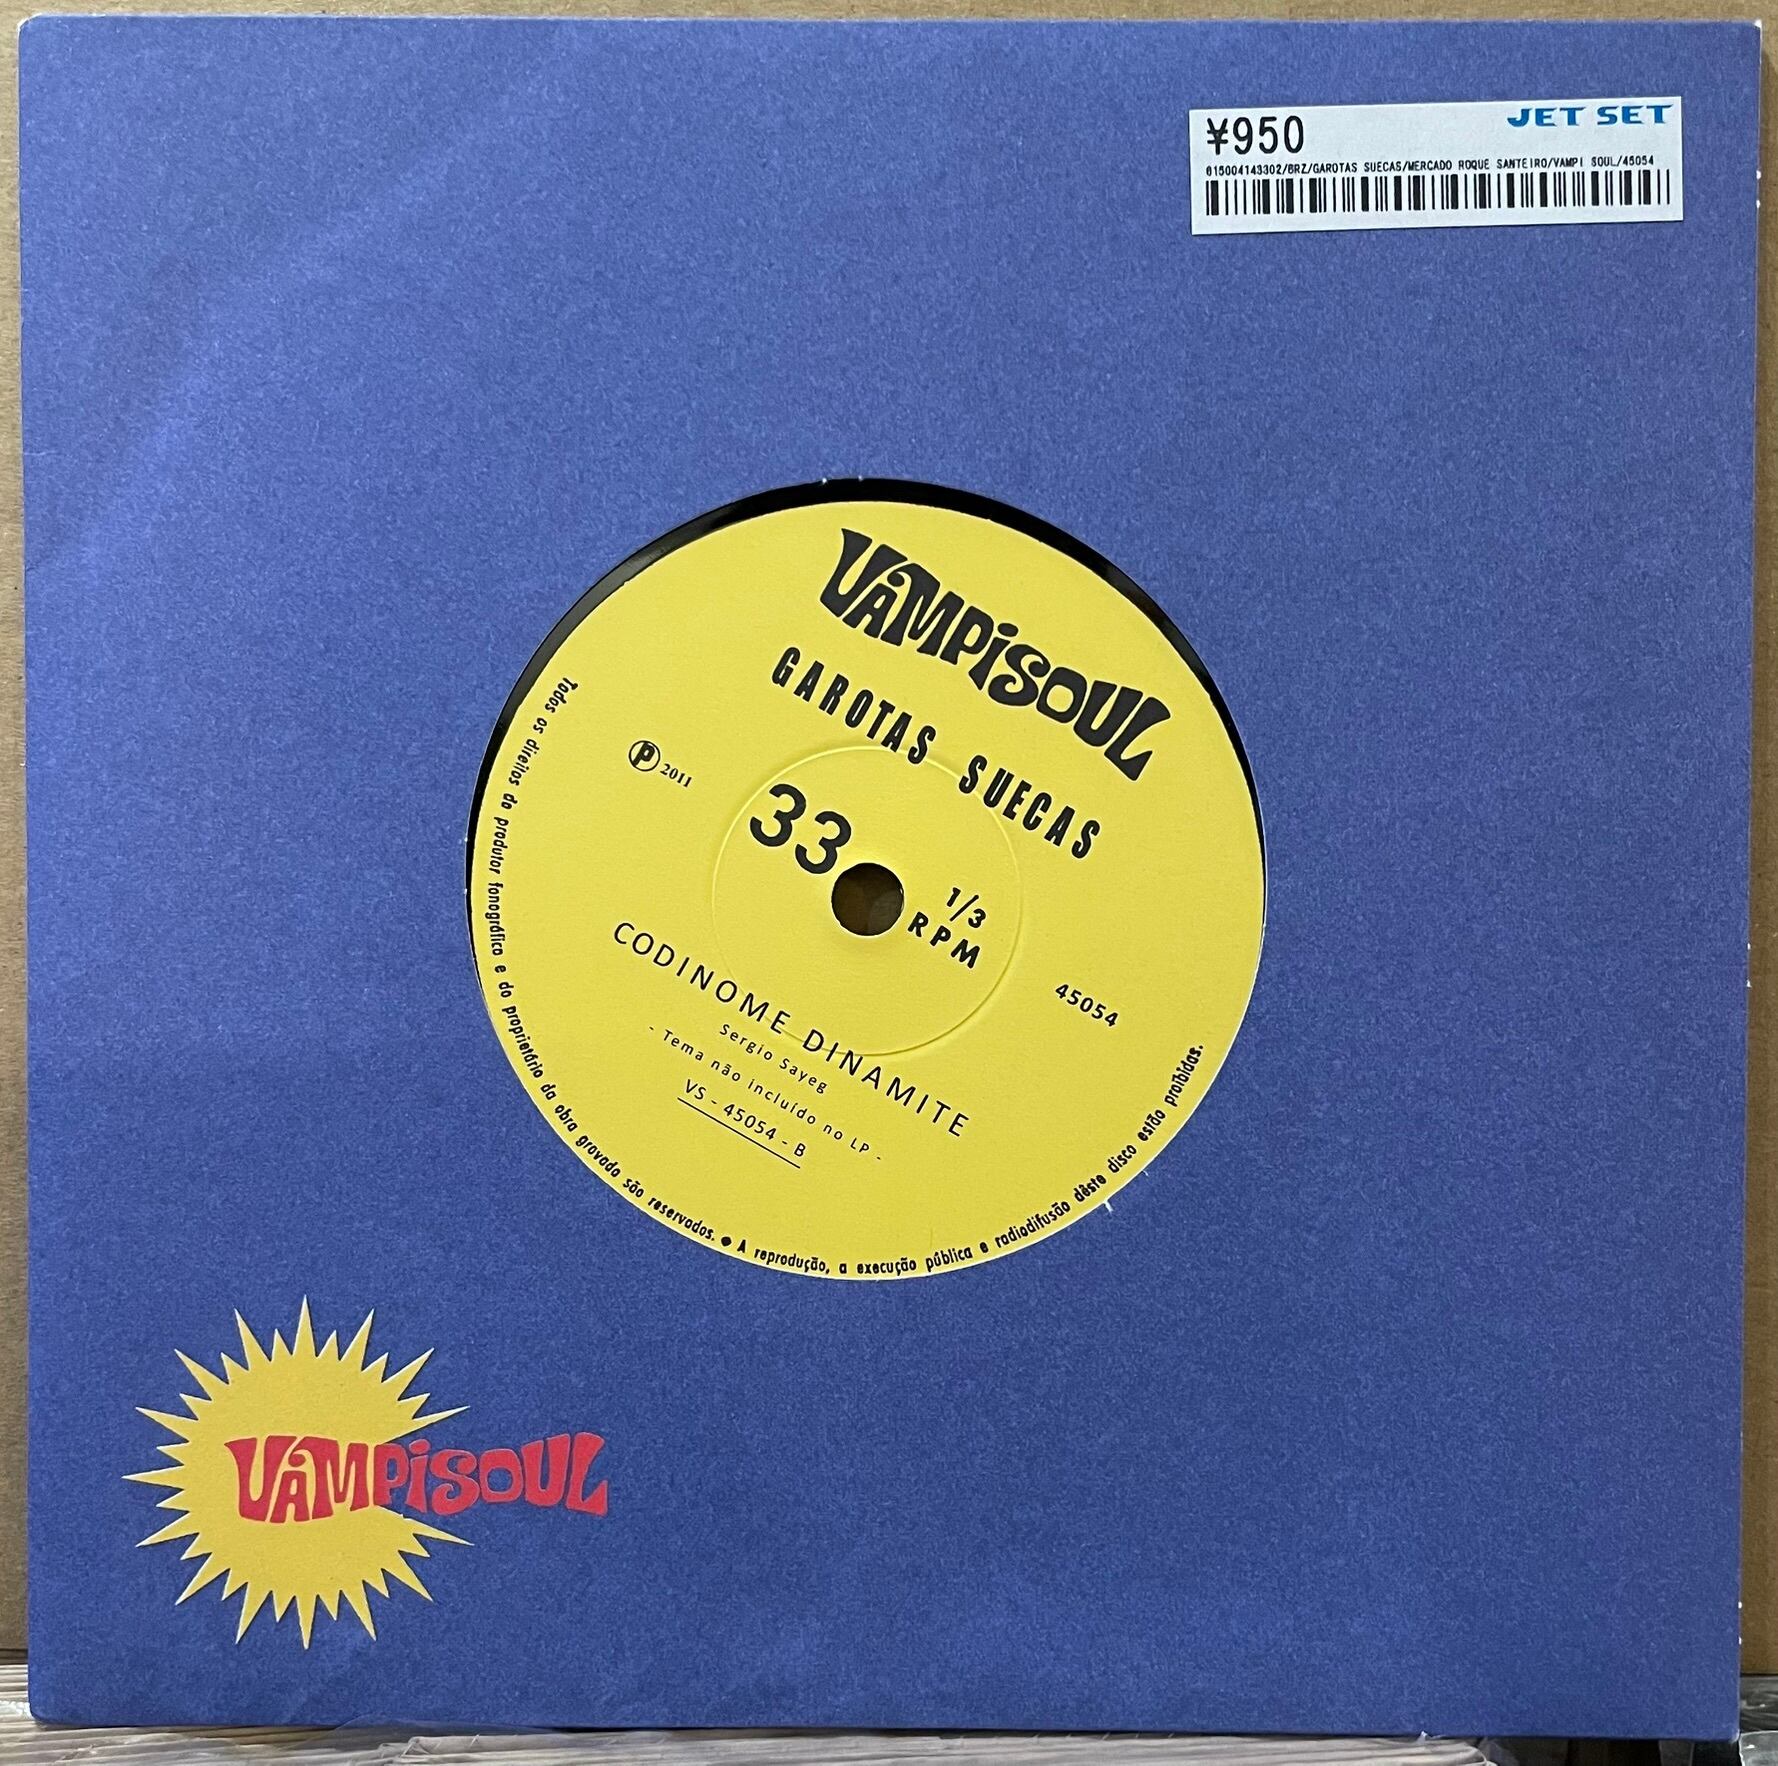 JET SET
¥950
015004143302/BRZ/GAROTAS SUECAS/MERCADO ROQUE SANTEIRO/VAMPI SOUL/45054
VAMPiSOUL
GAROTAS SUECAS
P 2011
33 1/3
RPM
45054
CODINOME DINAMITE
Sergio Sayeg
- Tema não incluído no LP -
VS - 45054 - B
Todos os direitos do produtor fonográfico e do proprietário da obra gravada são reservados. ● A reprodução, a execução pública e radiodifusão dêste disco estão proibidas.
VAMPiSOUL